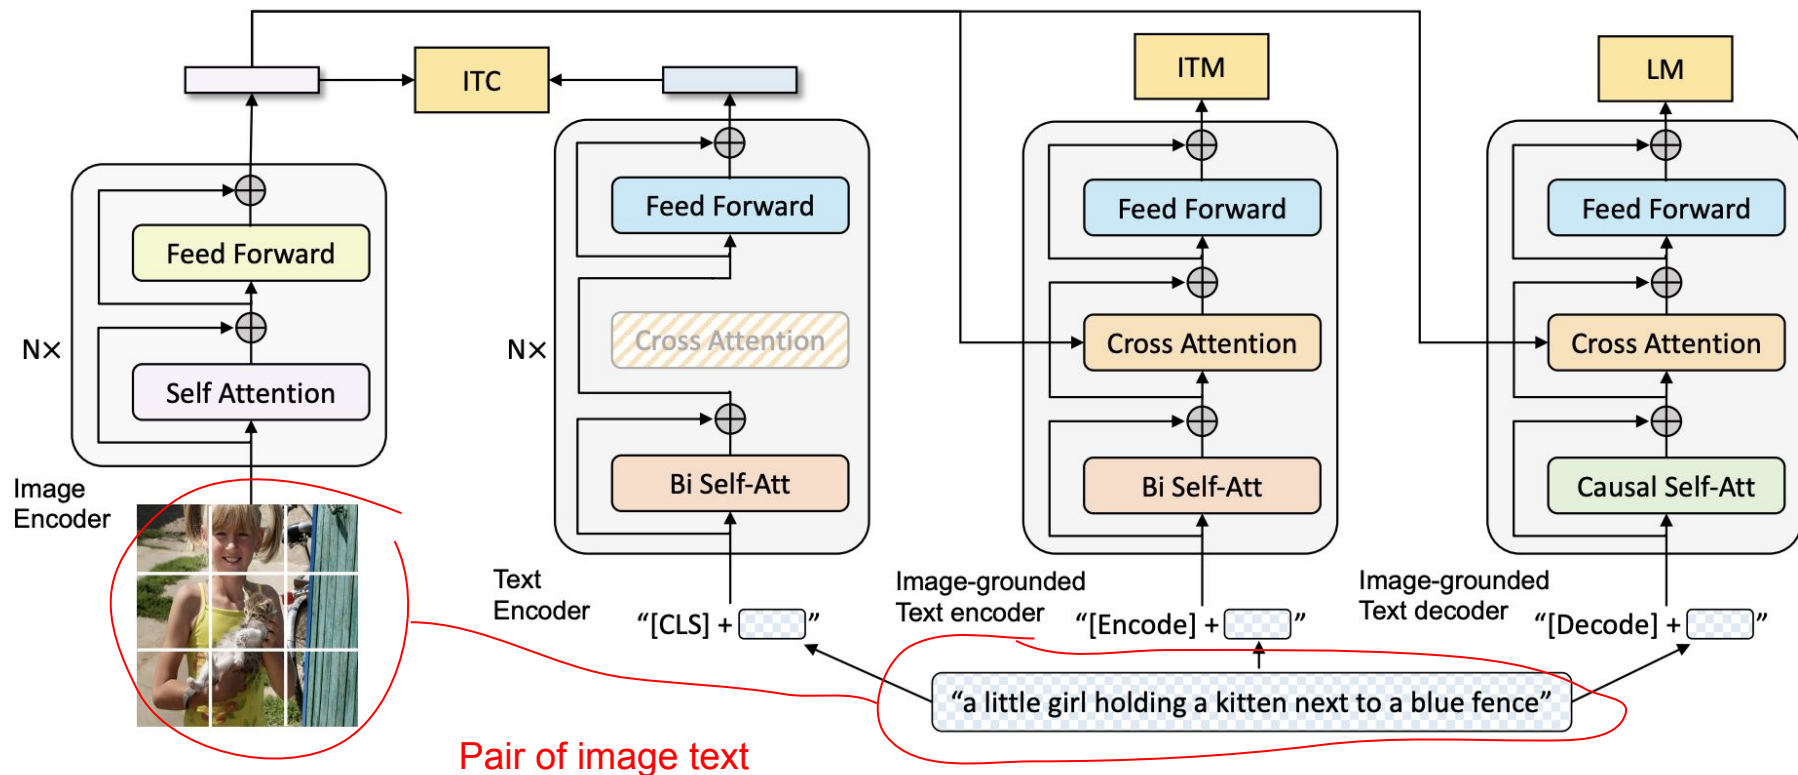 ITC
ITM
LM
Feed Forward
Self Attention
N×
Image
Encoder
Feed Forward
Cross Attention
Bi Self-Att
N×
Text
Encoder
“[CLS] + ”
Feed Forward
Cross Attention
Bi Self-Att
Image-grounded
Text encoder
“[Encode] + ”
Feed Forward
Cross Attention
Causal Self-Att
Image-grounded
Text decoder
“[Decode] + ”
“a little girl holding a kitten next to a blue fence”
Pair of image text